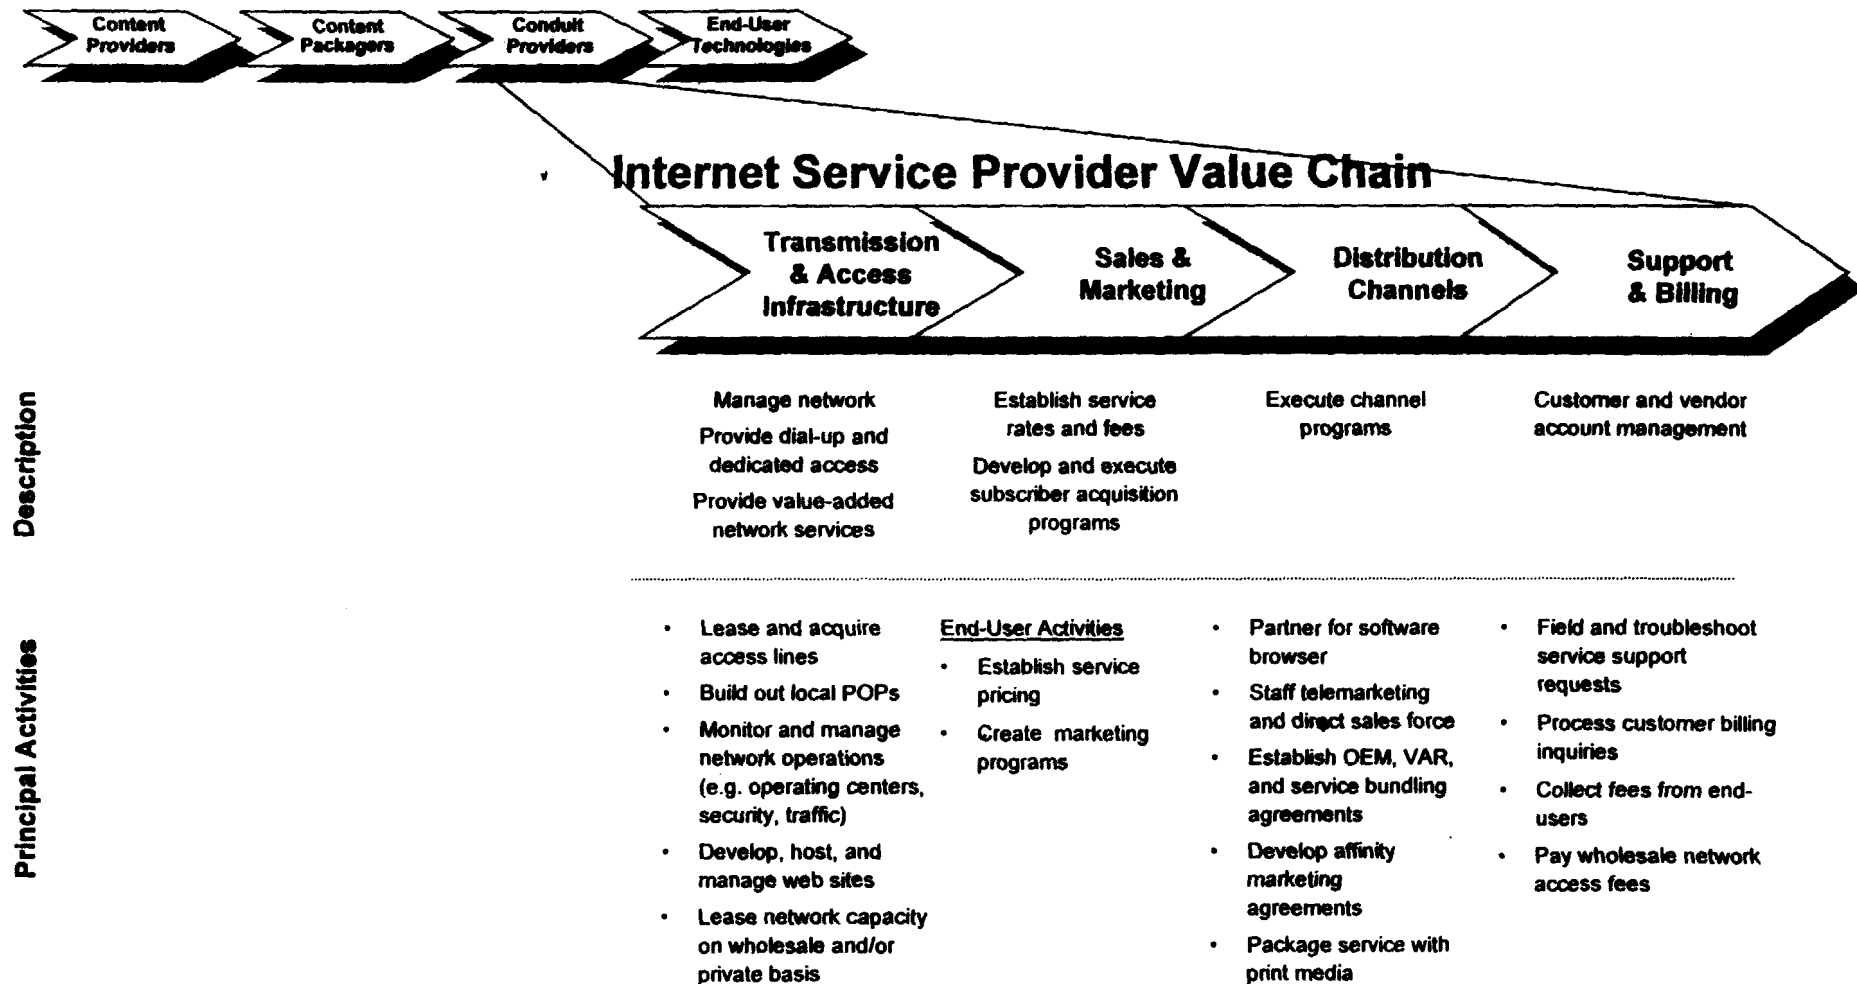 Content
Providers
Content
Packagers
Conduit
Providers
End-User
Technologies
Internet Service Provider Value Chain
Transmission
& Access
Infrastructure
Sales &
Marketing
Distribution
Channels
Support
& Billing
Description
Manage network
Provide dial-up and
dedicated access
Provide value-added
network services
Establish service
rates and fees
Develop and execute
subscriber acquisition
programs
Execute channel
programs
Customer and vendor
account management
Principal Activities
• Lease and acquire
access lines
• Build out local POPs
• Monitor and manage
network operations
(e.g. operating centers,
security, traffic)
• Develop, host, and
manage web sites
• Lease network capacity
on wholesale and/or
private basis
End-User Activities
• Establish service
pricing
• Create marketing
programs
• Partner for software
browser
• Staff telemarketing
and direct sales force
• Establish OEM, VAR,
and service bundling
agreements
• Develop affinity
marketing
agreements
• Package service with
print media
• Field and troubleshoot
service support
requests
• Process customer billing
inquiries
• Collect fees from end-
users
• Pay wholesale network
access fees